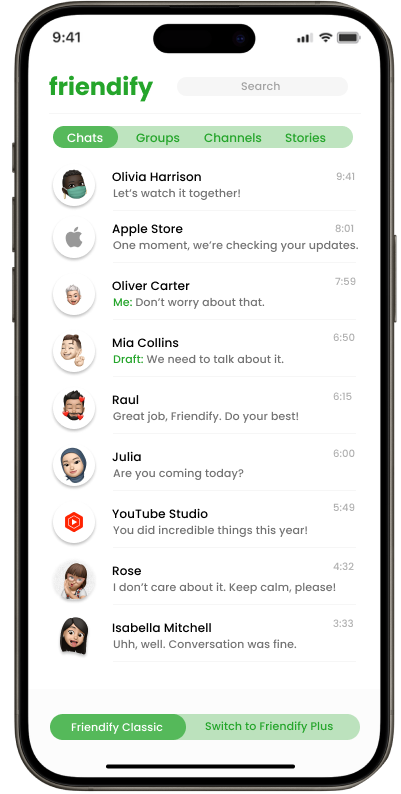 9:41
friendify
Search
Chats Groups Channels Stories
Olivia Harrison 9:41
Let's watch it together!
Apple Store 8:01
One moment, we're checking your updates.
Oliver Carter 7:59
Me: Don't worry about that.
Mia Collins 6:50
Draft: We need to talk about it.
Raul 6:15
Great job, Friendify. Do your best!
Julia 6:00
Are you coming today?
YouTube Studio 5:49
You did incredible things this year!
Rose 4:32
I don't care about it. Keep calm, please!
Isabella Mitchell 3:33
Uhh, well. Conversation was fine.
Friendify Classic Switch to Friendify Plus